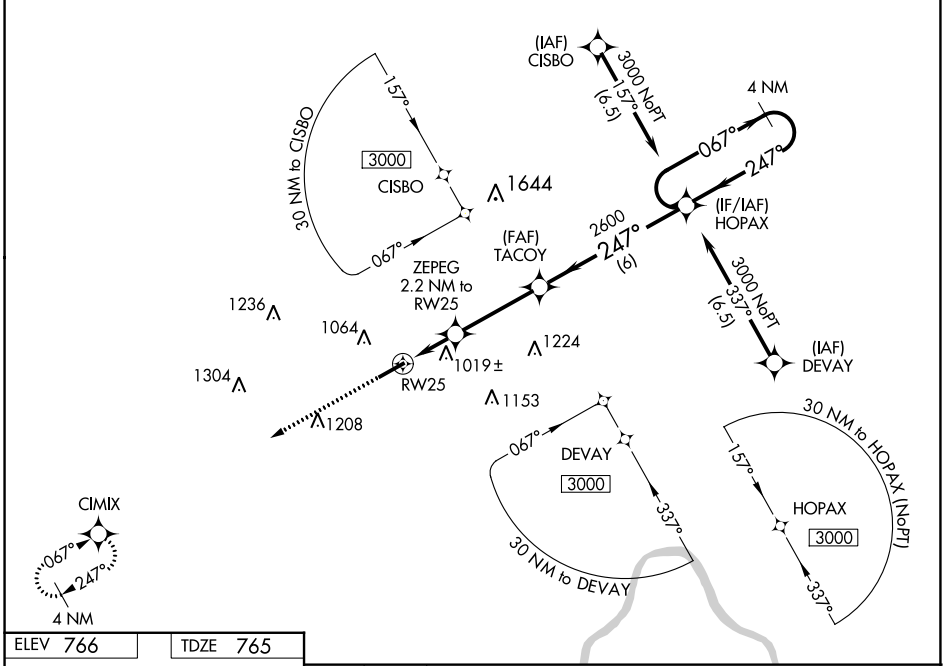 (IAF)
CISBO
3000 NoPT
157°
(6.5)
4 NM
067°
247°
(IF/IAF)
HOPAX
30 NM to CISBO
157°
3000
CISBO
067°
1644
2600
247°
(6)
(FAF)
TACOY
ZEPEG
2.2 NM to
RW25
3000 NoPT
337°
(6.5)
(IAF)
DEVAY
1236
1064
1224
1019±
RW25
1304
1153
1208
067°
DEVAY
3000
337°
30 NM to DEVAY
30 NM to HOPAX (NoPT)
157°
HOPAX
3000
337°
CIMIX
067°
247°
4 NM
ELEV 766
TDZE 765